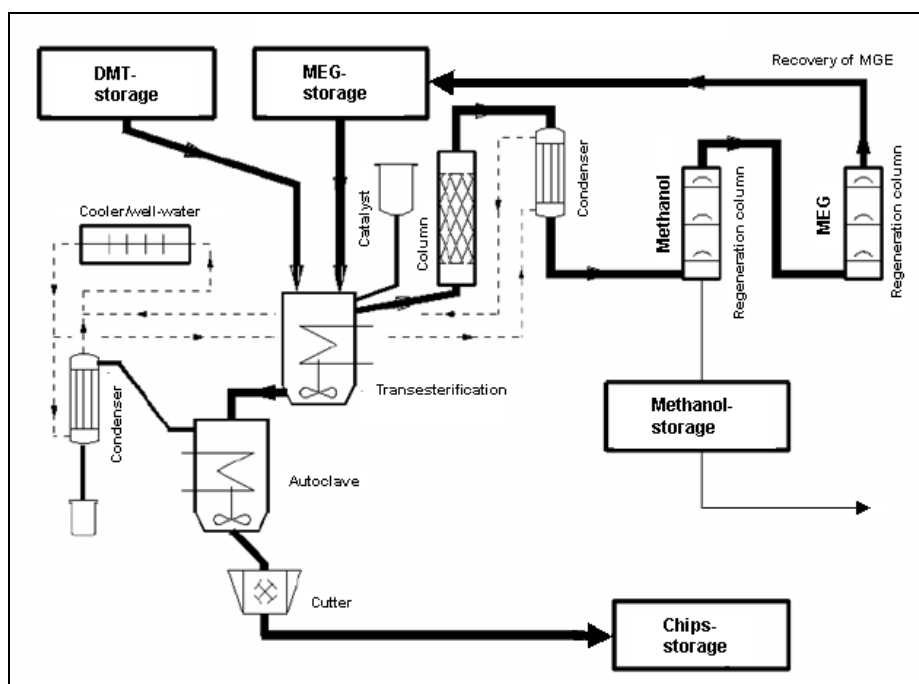 DMT-
storage
MEG-
storage
Recovery of MGE
Cooler/well-water
Catalyst
Column
Condenser
Methanol
Regeneration column
MEG
Regeneration column
Condenser
Transesterification
Methanol-
storage
Autoclave
Cutter
Chips-
storage